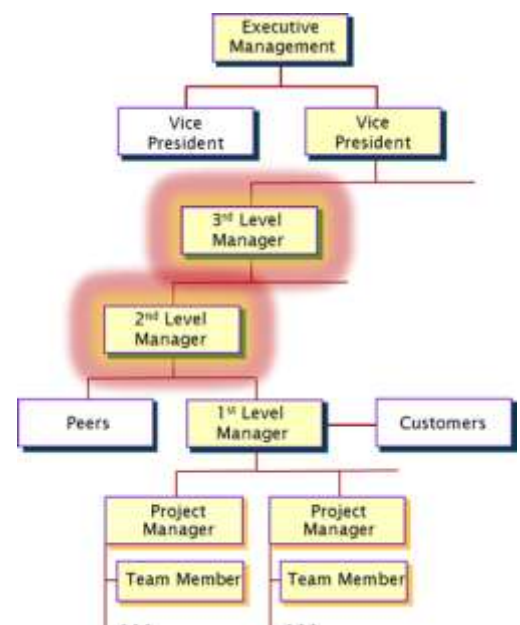 Executive
Management
Vice
President
Vice
President
3rd Level
Manager
2nd Level
Manager
Peers
1st Level
Manager
Customers
Project
Manager
Project
Manager
Team Member
Team Member